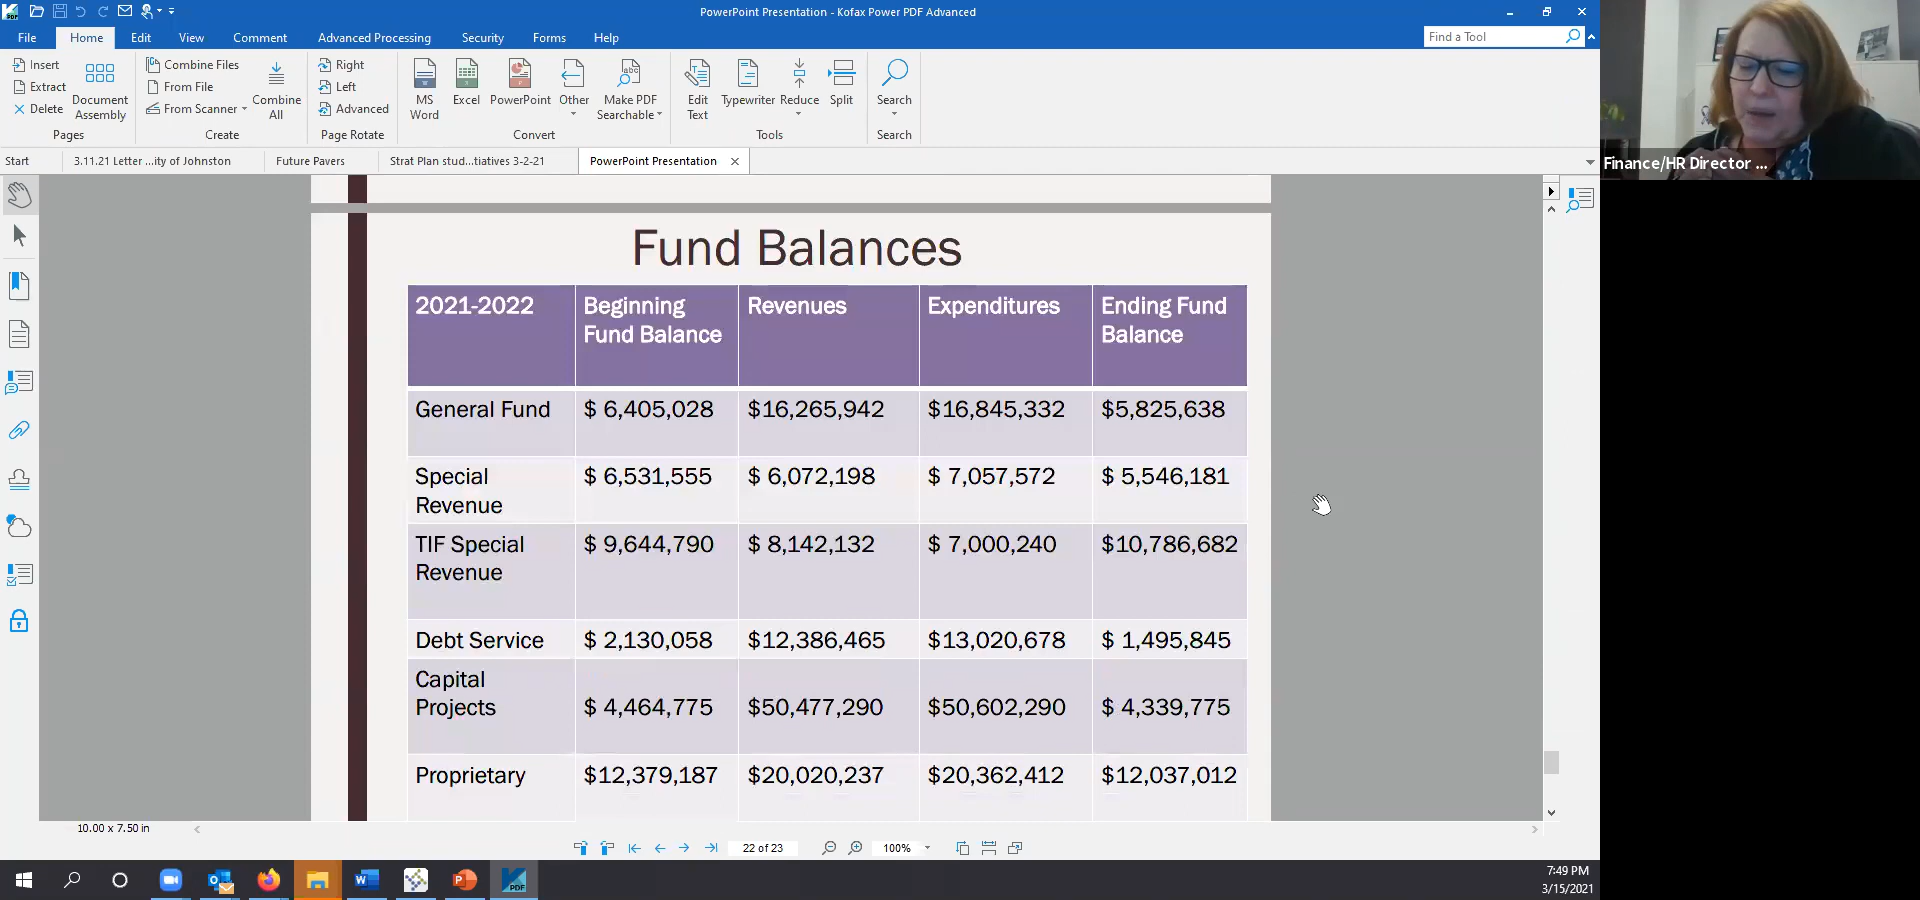 PowerPoint Presentation - Kofax Power PDF Advanced
File Home Edit View Comment Advanced Processing Security Forms Help
Find a Tool
Insert
Extract
Delete
Document
Assembly
Pages
Combine Files
From File
From Scanner
Combine
All
Create
Right
Left
Advanced
Page Rotate
MS
Word
Excel
PowerPoint
Other
Make PDF
Searchable
Convert
Edit
Text
Typewriter
Reduce
Split
Tools
Search
Search
Start 3.11.21 Letter ...ity of Johnston Future Pavers Strat Plan stud...tiatives 3-2-21 PowerPoint Presentation
Finance/HR Director ...
Fund Balances
2021-2022
Beginning
Fund Balance
Revenues
Expenditures
Ending Fund
Balance
General Fund $ 6,405,028 $16,265,942 $16,845,332 $5,825,638
Special
Revenue
$ 6,531,555 $ 6,072,198 $ 7,057,572 $ 5,546,181
TIF Special
Revenue
$ 9,644,790 $ 8,142,132 $ 7,000,240 $10,786,682
Debt Service $ 2,130,058 $12,386,465 $13,020,678 $ 1,495,845
Capital
Projects
$ 4,464,775 $50,477,290 $50,602,290 $ 4,339,775
Proprietary $12,379,187 $20,020,237 $20,362,412 $12,037,012
10.00 x 7.50 in
22 of 23
100%
7:49 PM
3/15/2021